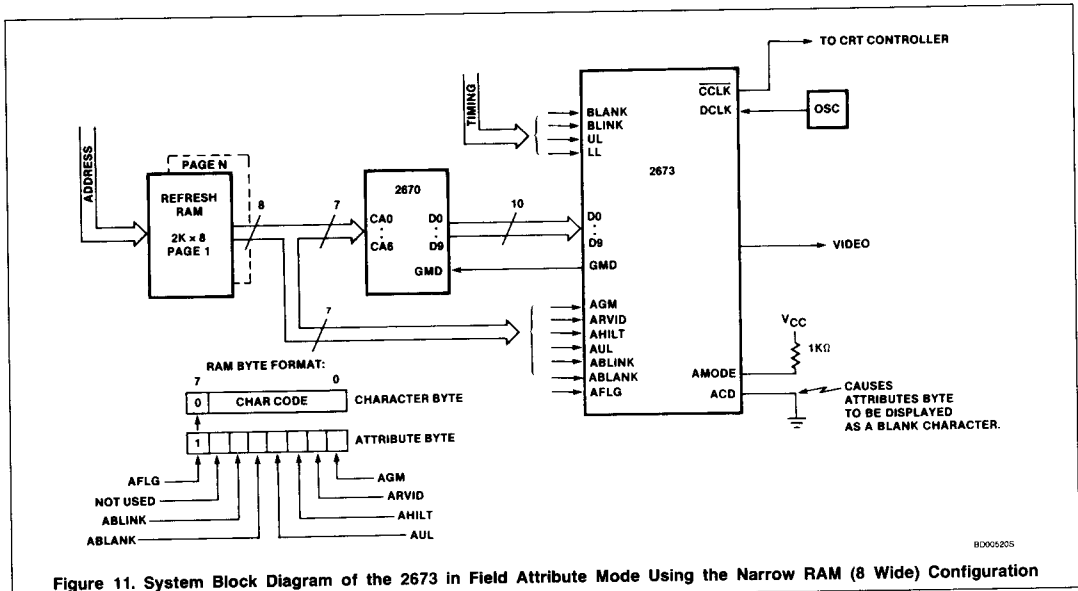 ADDRESS
PAGE N
REFRESH
RAM
2K × 8
PAGE 1
8
7
2670
CA0
:
CA6
D0
:
D9
GMD
10
7
TIMING
BLANK
BLINK
UL
LL
2673
D0
:
D9
GMD
AGM
ARVID
AHILT
AUL
ABLINK
ABLANK
AFLG
CCLK
DCLK
TO CRT CONTROLLER
OSC
VIDEO
VCC
1KΩ
AMODE
ACD
CAUSES
ATTRIBUTES BYTE
TO BE DISPLAYED
AS A BLANK CHARACTER.
RAM BYTE FORMAT:
7 0
0 CHAR CODE CHARACTER BYTE
1 ATTRIBUTE BYTE
AFLG
NOT USED
ABLINK
ABLANK
AGM
ARVID
AHILT
AUL
BD00520S
Figure 11. System Block Diagram of the 2673 in Field Attribute Mode Using the Narrow RAM (8 Wide) Configuration